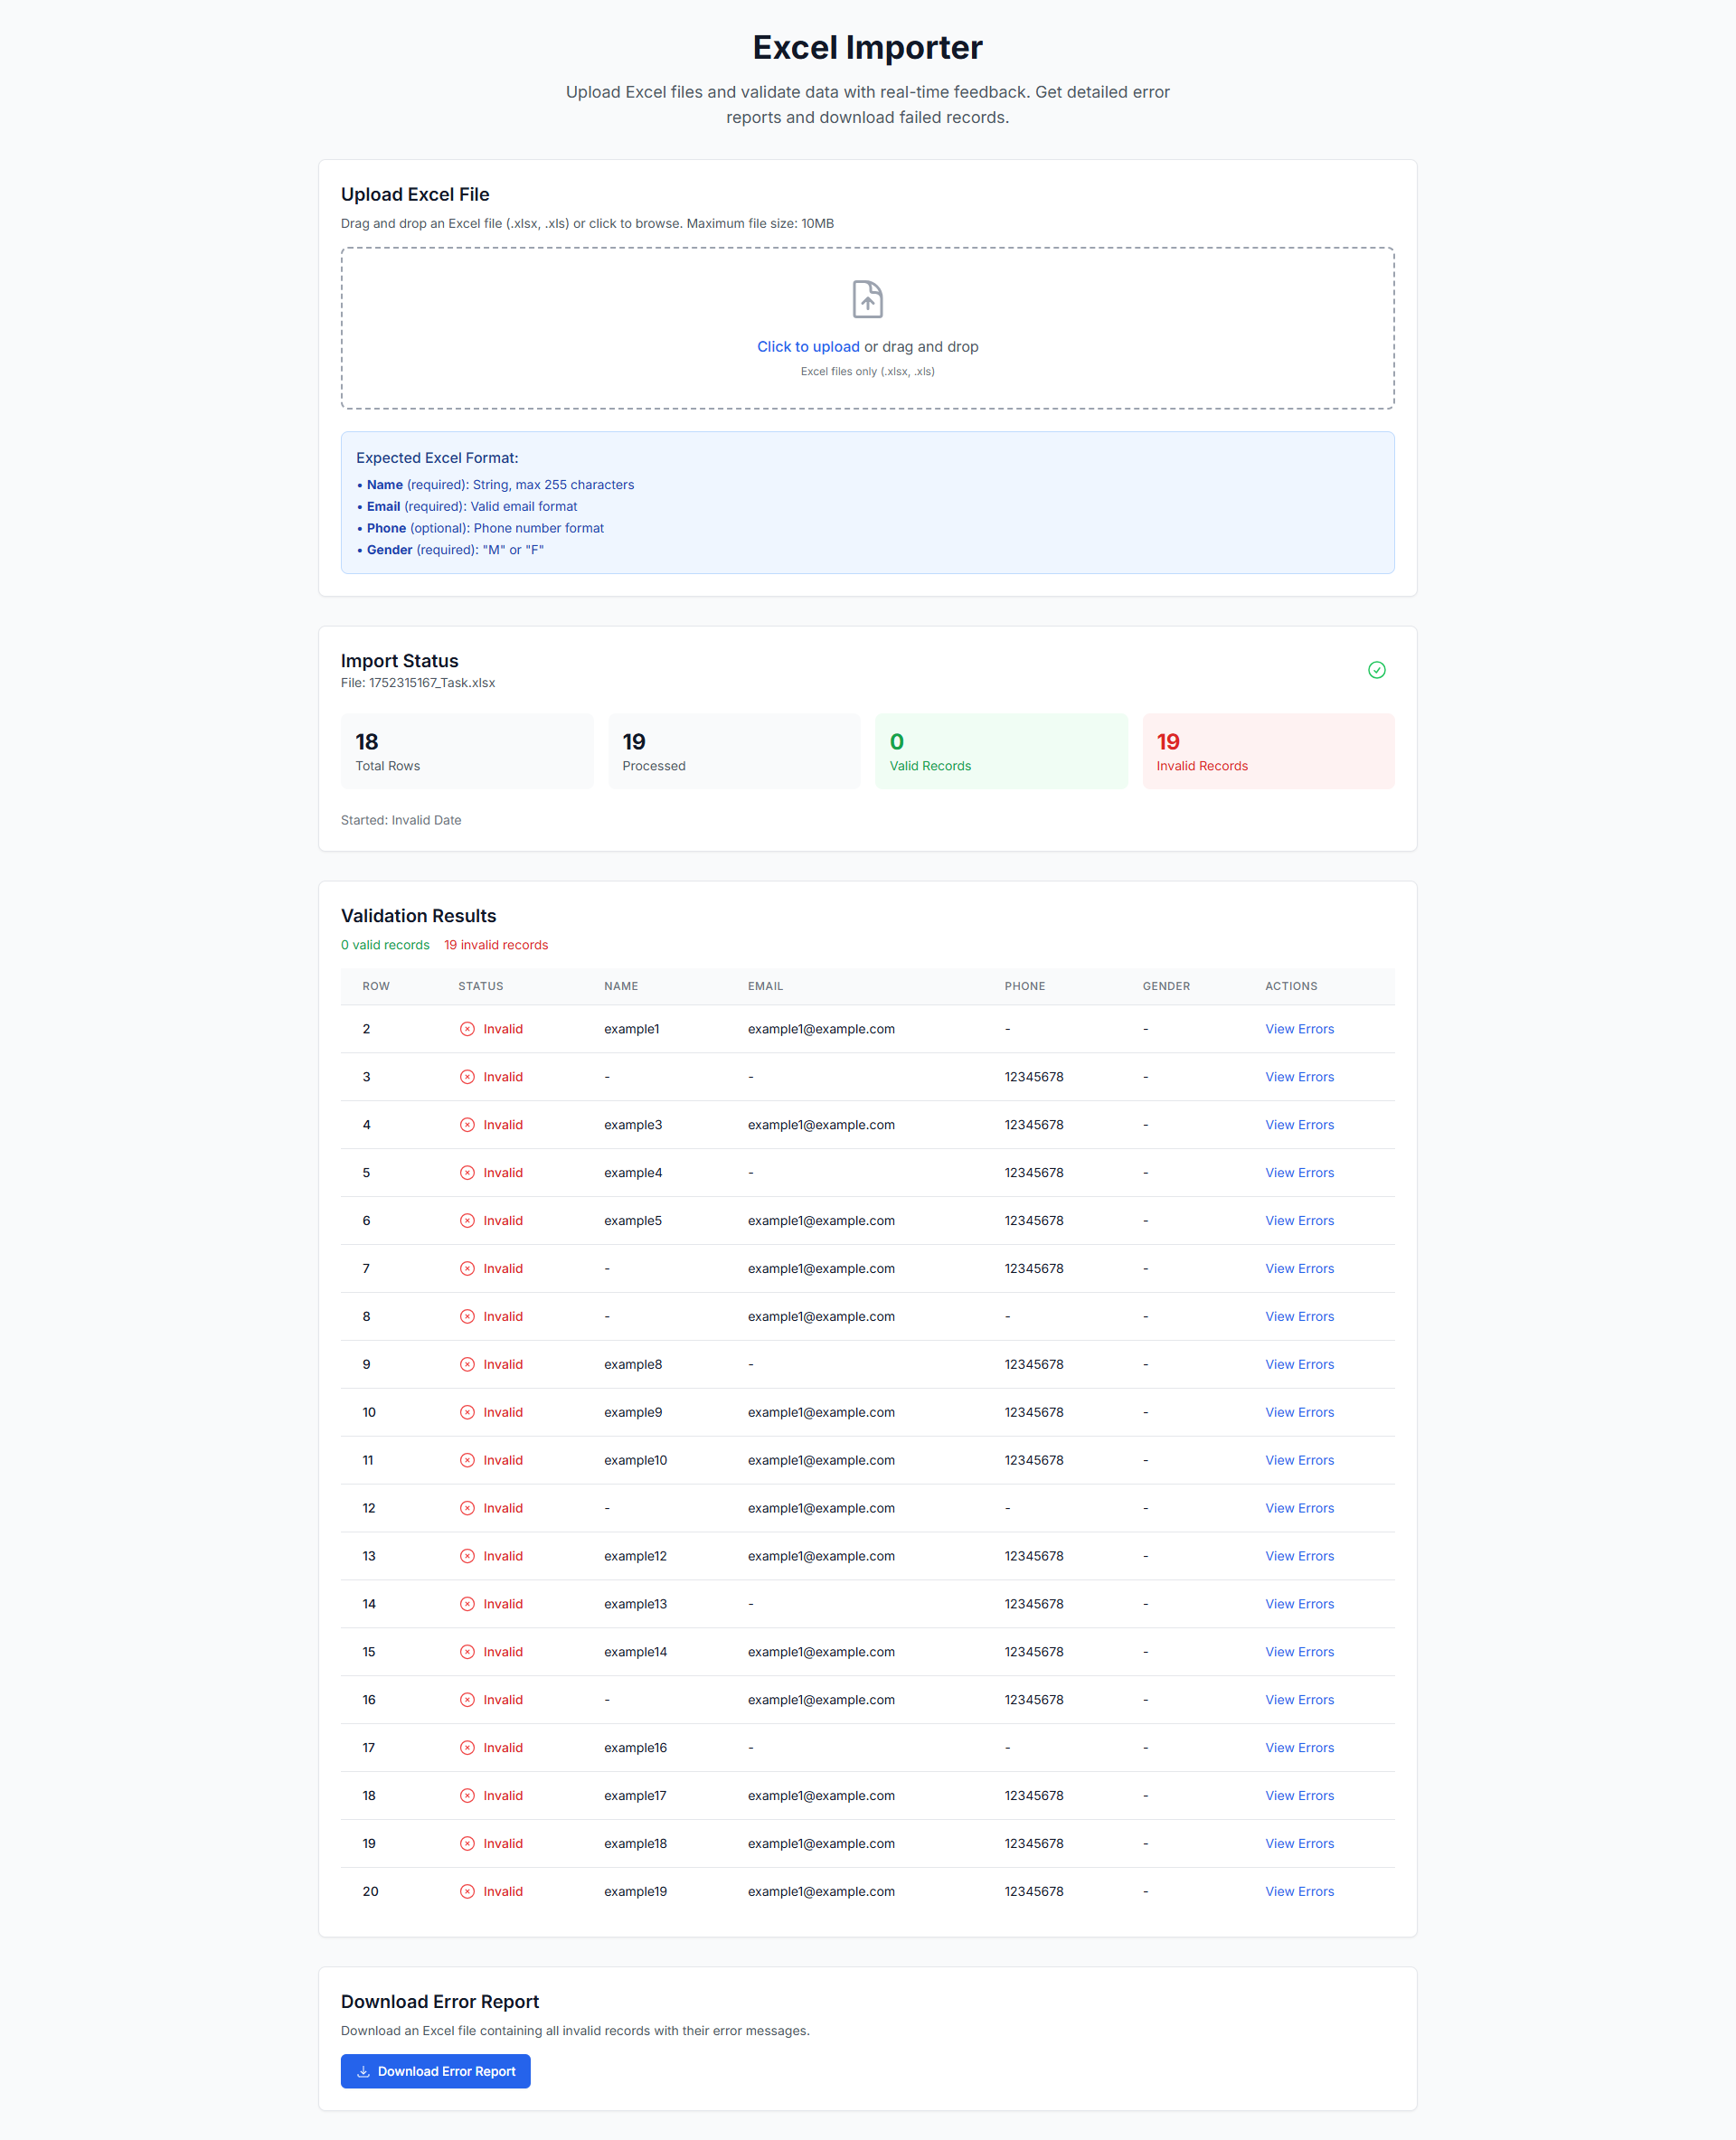 Excel Importer
Upload Excel files and validate data with real-time feedback. Get detailed error
reports and download failed records.
Upload Excel File
Drag and drop an Excel file (.xlsx, .xls) or click to browse. Maximum file size: 10MB
Click to upload or drag and drop
Excel files only (.xlsx, .xls)
Expected Excel Format:
• Name (required): String, max 255 characters
• Email (required): Valid email format
• Phone (optional): Phone number format
• Gender (required): "M" or "F"
Import Status
File: 1752315167_Task.xlsx
18 19 0 19
Total Rows Processed Valid Records Invalid Records
Started: Invalid Date
Validation Results
0 valid records 19 invalid records
ROW STATUS NAME EMAIL PHONE GENDER ACTIONS
2 Invalid example1 example1@example.com - - View Errors
3 Invalid - - 12345678 - View Errors
4 Invalid example3 example1@example.com 12345678 - View Errors
5 Invalid example4 - 12345678 - View Errors
6 Invalid example5 example1@example.com 12345678 - View Errors
7 Invalid - example1@example.com 12345678 - View Errors
8 Invalid - example1@example.com - - View Errors
9 Invalid example8 - 12345678 - View Errors
10 Invalid example9 example1@example.com 12345678 - View Errors
11 Invalid example10 example1@example.com 12345678 - View Errors
12 Invalid - example1@example.com - - View Errors
13 Invalid example12 example1@example.com 12345678 - View Errors
14 Invalid example13 - 12345678 - View Errors
15 Invalid example14 example1@example.com 12345678 - View Errors
16 Invalid - example1@example.com 12345678 - View Errors
17 Invalid example16 - - - View Errors
18 Invalid example17 example1@example.com 12345678 - View Errors
19 Invalid example18 example1@example.com 12345678 - View Errors
20 Invalid example19 example1@example.com 12345678 - View Errors
Download Error Report
Download an Excel file containing all invalid records with their error messages.
Download Error Report